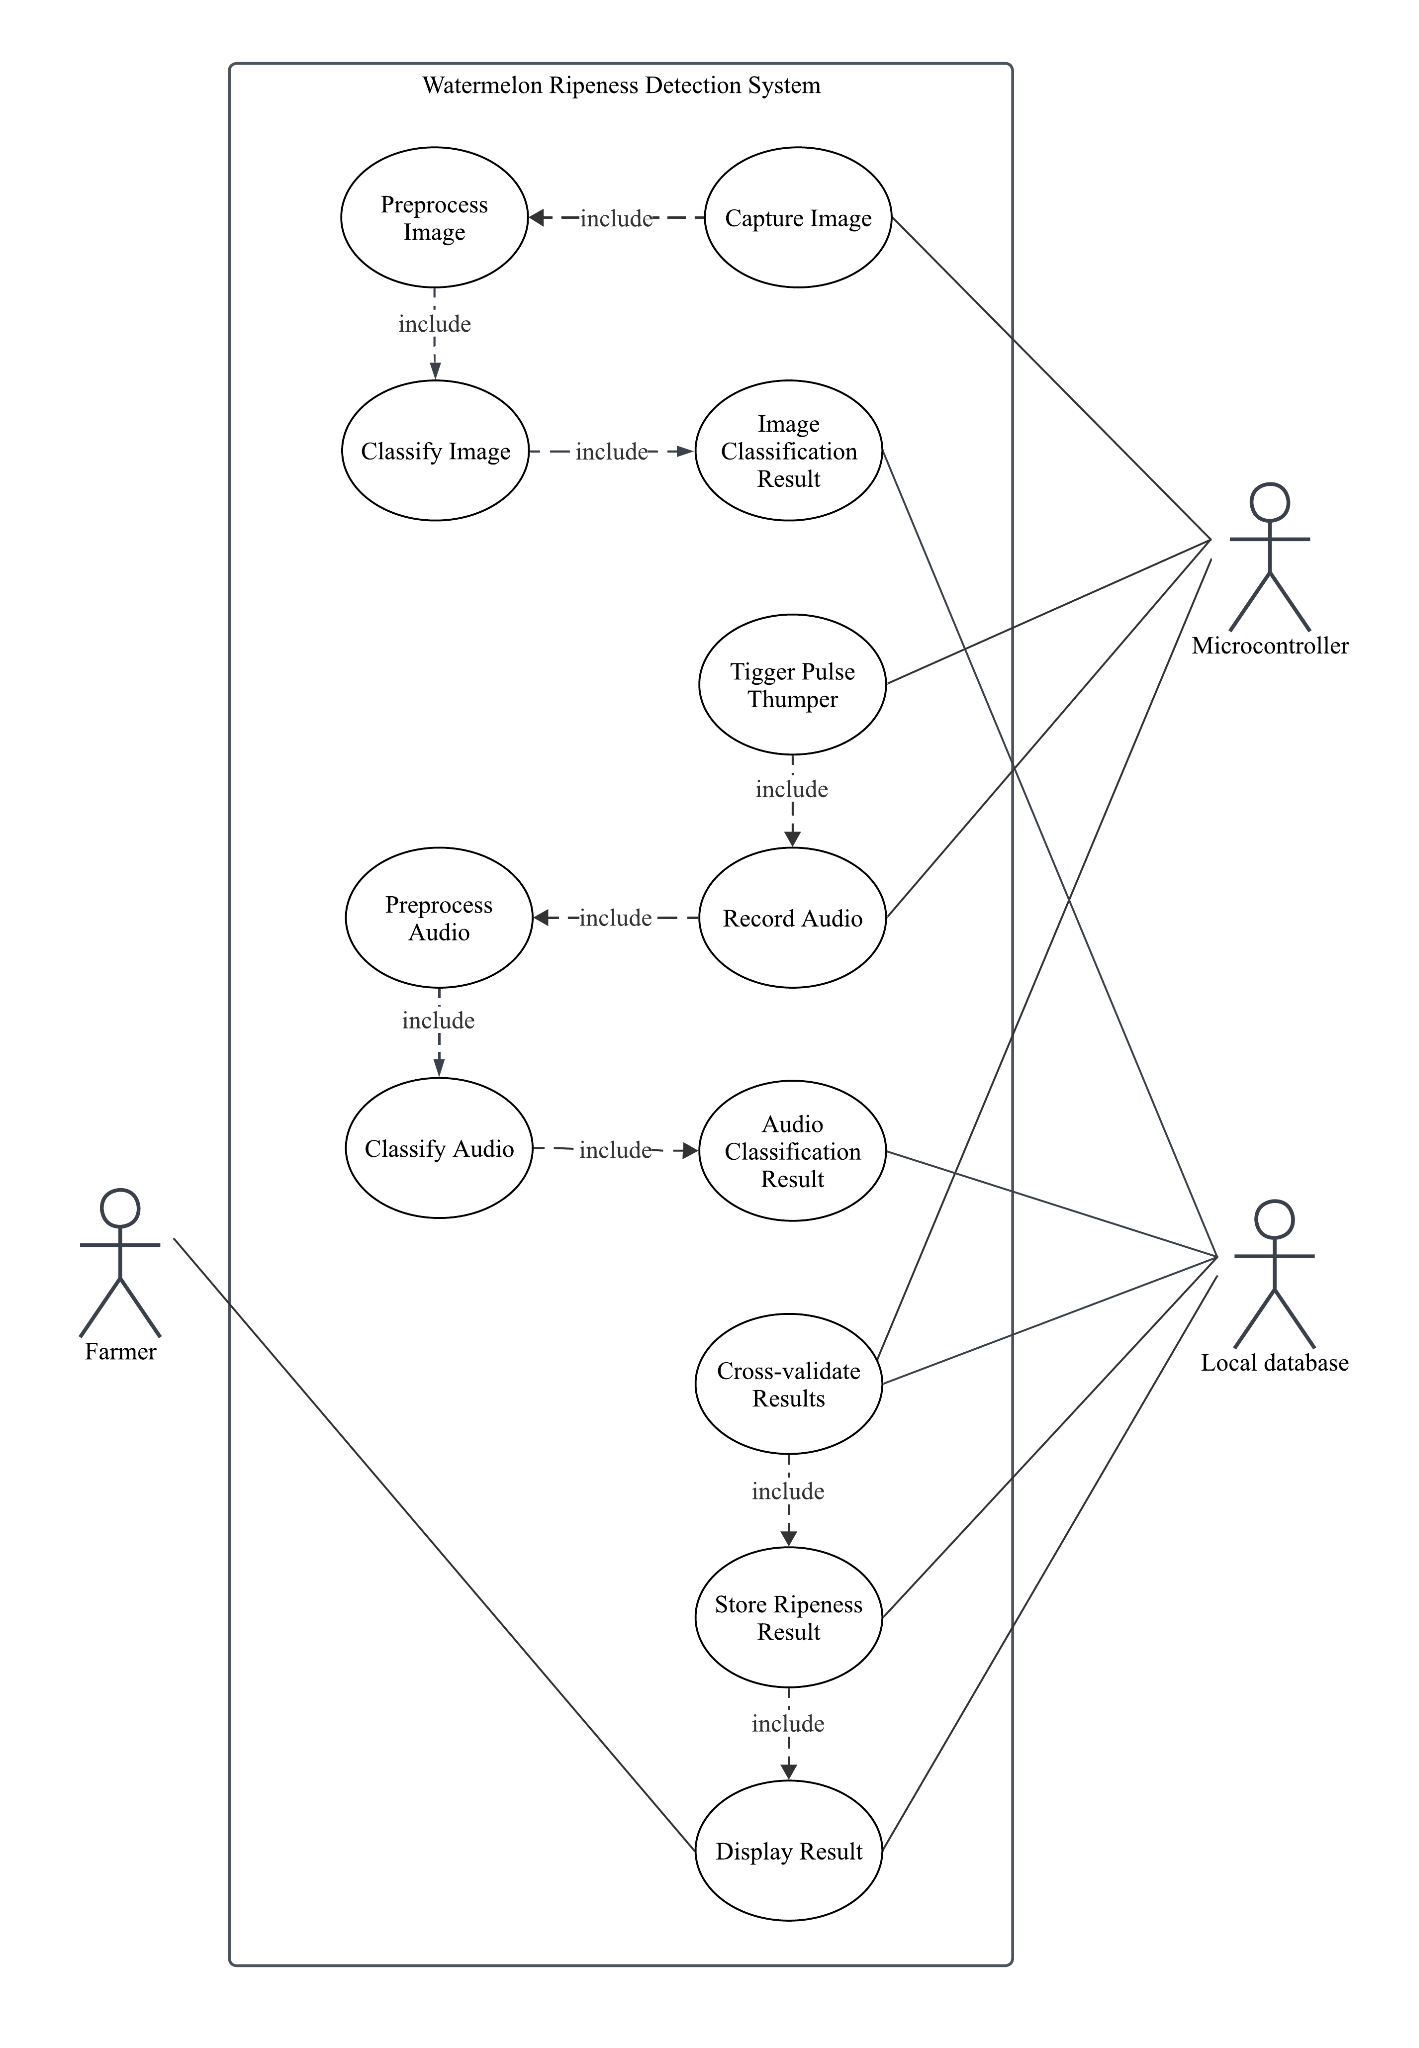 Watermelon Ripeness Detection System
Preprocess
Image
include
Capture Image
include
Classify Image
include
Image
Classification
Result
Microcontroller
Tigger Pulse
Thumper
include
Preprocess
Audio
include
Record Audio
include
Classify Audio
include
Audio
Classification
Result
Farmer
Local database
Cross-validate
Results
include
Store Ripeness
Result
include
Display Result